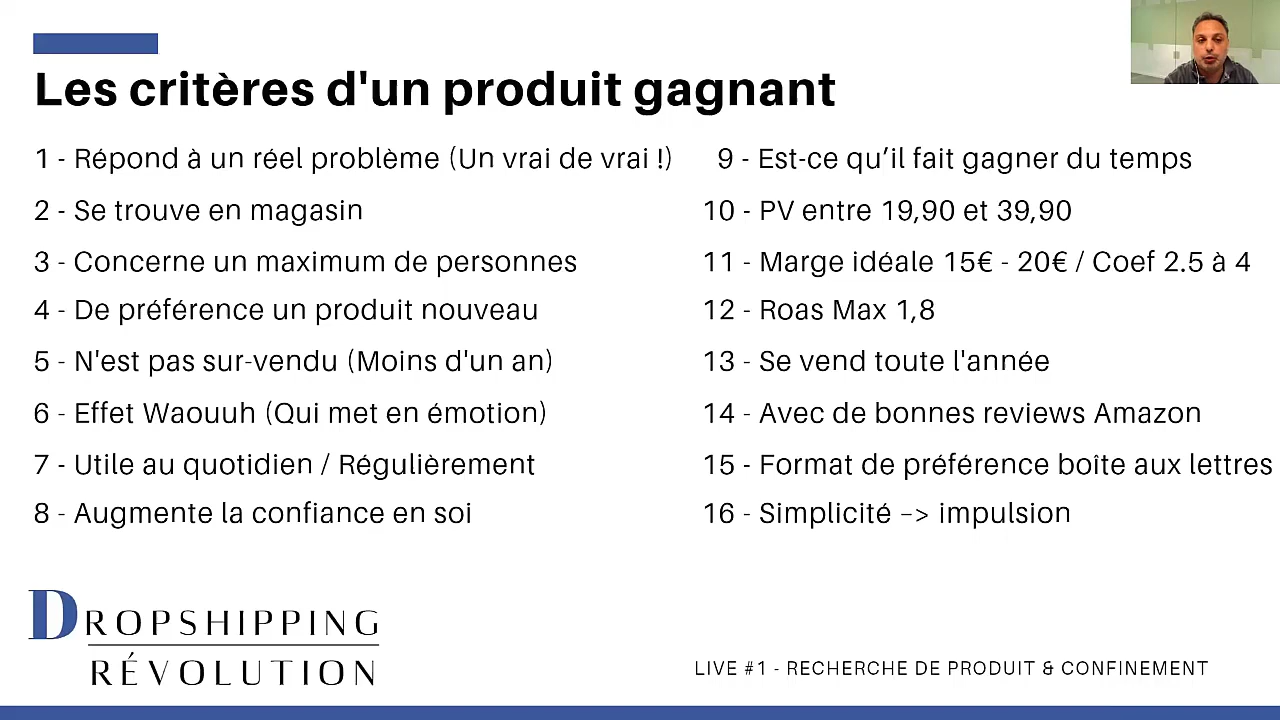 Les critères d'un produit gagnant
1 - Répond à un réel problème (Un vrai de vrai !)
2 - Se trouve en magasin
3 - Concerne un maximum de personnes
4 - De préférence un produit nouveau
5 - N'est pas sur-vendu (Moins d'un an)
6 - Effet Waouuh (Qui met en émotion)
7 - Utile au quotidien / Régulièrement
8 - Augmente la confiance en soi
9 - Est-ce qu’il fait gagner du temps
10 - PV entre 19,90 et 39,90
11 - Marge idéale 15€ - 20€ / Coef 2.5 à 4
12 - Roas Max 1,8
13 - Se vend toute l'année
14 - Avec de bonnes reviews Amazon
15 - Format de préférence boîte aux lettres
16 - Simplicité –> impulsion
DROPSHIPPING
RÉVOLUTION
LIVE #1 - RECHERCHE DE PRODUIT & CONFINEMENT